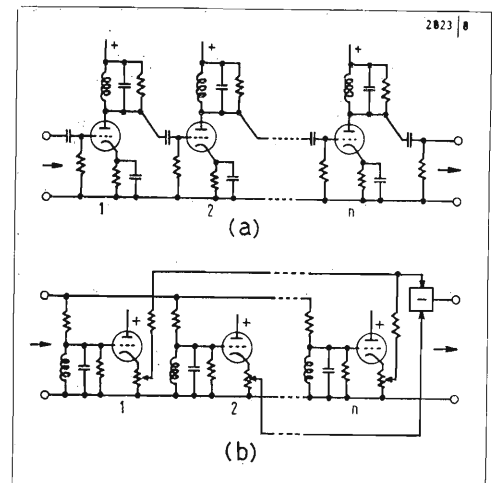 2823 8
+ + +
1 2 n
(a)
−
+ + +
1 2 n
(b)